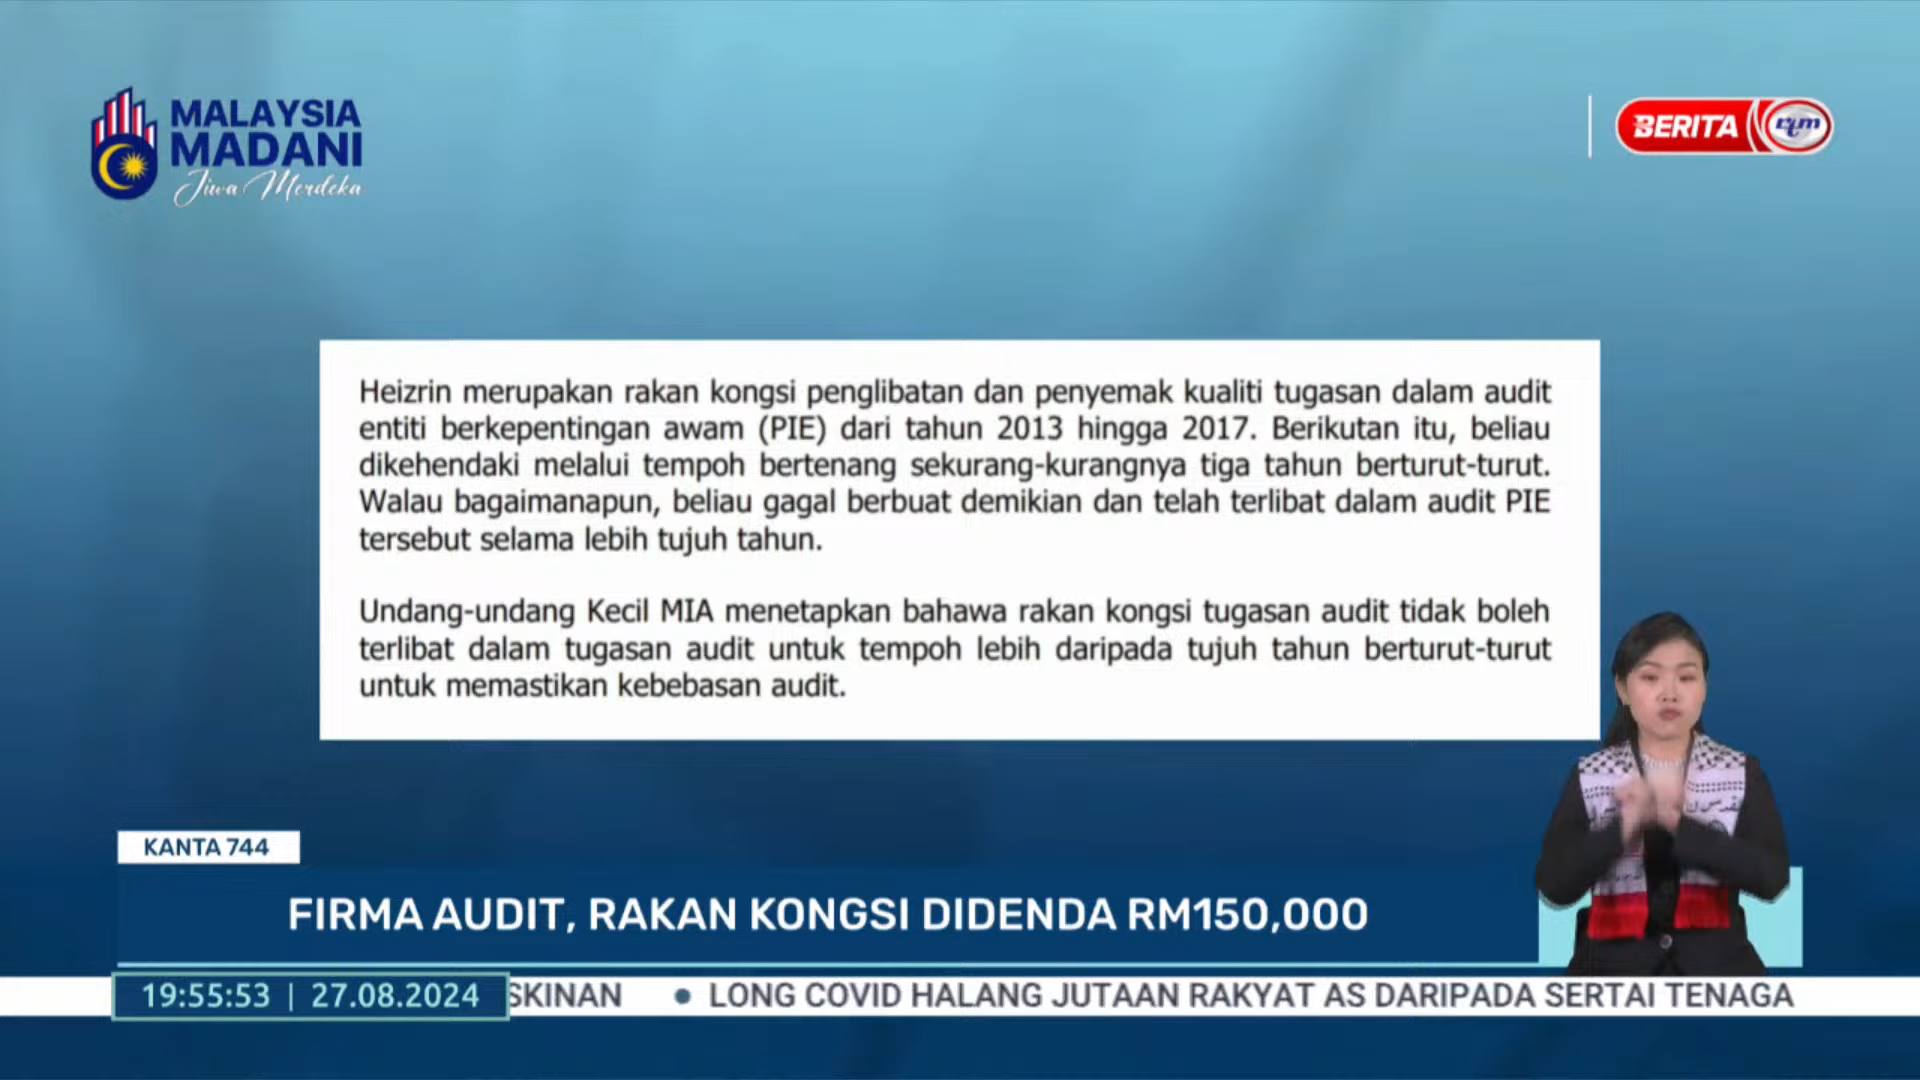 MALAYSIA
MADANI
Jiwa Merdeka
BERITA rtm
Heizrin merupakan rakan kongsi penglibatan dan penyemak kualiti tugasan dalam audit
entiti berkepentingan awam (PIE) dari tahun 2013 hingga 2017. Berikutan itu, beliau
dikehendaki melalui tempoh bertenang sekurang-kurangnya tiga tahun berturut-turut.
Walau bagaimanapun, beliau gagal berbuat demikian dan telah terlibat dalam audit PIE
tersebut selama lebih tujuh tahun.
Undang-undang Kecil MIA menetapkan bahawa rakan kongsi tugasan audit tidak boleh
terlibat dalam tugasan audit untuk tempoh lebih daripada tujuh tahun berturut-turut
untuk memastikan kebebasan audit.
KANTA 744
FIRMA AUDIT, RAKAN KONGSI DIDENDA RM150,000
19:55:53 | 27.08.2024 SKINAN • LONG COVID HALANG JUTAAN RAKYAT AS DARIPADA SERTAI TENAGA